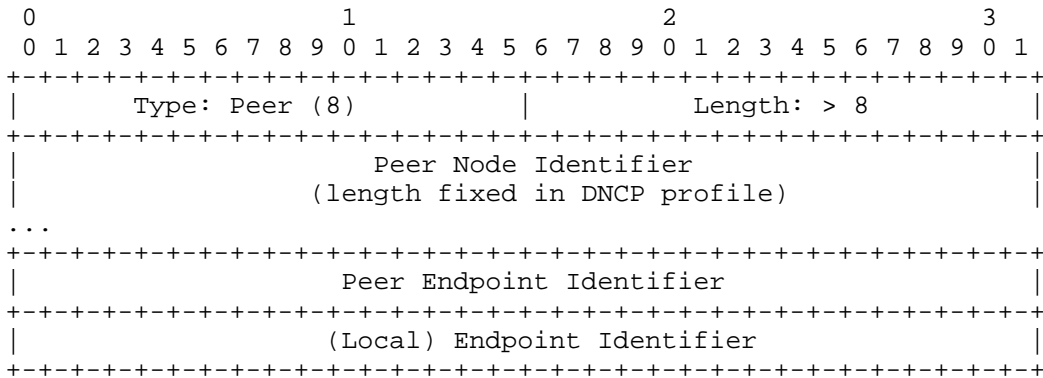 0                   1                   2                   3
 0 1 2 3 4 5 6 7 8 9 0 1 2 3 4 5 6 7 8 9 0 1 2 3 4 5 6 7 8 9 0 1
+-+-+-+-+-+-+-+-+-+-+-+-+-+-+-+-+-+-+-+-+-+-+-+-+-+-+-+-+-+-+-+-+
|       Type: Peer (8)          |          Length: > 8          |
+-+-+-+-+-+-+-+-+-+-+-+-+-+-+-+-+-+-+-+-+-+-+-+-+-+-+-+-+-+-+-+-+
|                      Peer Node Identifier                     |
|                  (length fixed in DNCP profile)               |
...
+-+-+-+-+-+-+-+-+-+-+-+-+-+-+-+-+-+-+-+-+-+-+-+-+-+-+-+-+-+-+-+-+
|                    Peer Endpoint Identifier                   |
+-+-+-+-+-+-+-+-+-+-+-+-+-+-+-+-+-+-+-+-+-+-+-+-+-+-+-+-+-+-+-+-+
|                   (Local) Endpoint Identifier                 |
+-+-+-+-+-+-+-+-+-+-+-+-+-+-+-+-+-+-+-+-+-+-+-+-+-+-+-+-+-+-+-+-+